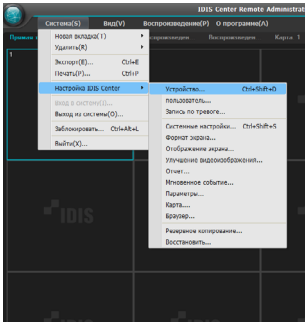 IDIS Center Remote Administrat
Система(S) Вид(V) Воспроизведение(P) О программе(A)
Новая вкладка(T)
Удалить(R)
Экспорт(E)... Ctrl+E
Печать(P)... Ctrl+P
Настройка IDIS Center
Вход в систему(I)...
Выход из системы(O)...
Заблокировать... Ctrl+Alt+L
Выйти(X)...
Воспроизведен Воспроизведен Карта 1
1
Устройство... Ctrl+Shift+D
пользователь...
Запись по тревоге...
Системные настройки... Ctrl+Shift+S
Формат экрана...
Отображение экрана...
Улучшение видеоизображения...
Отчет...
Мгновенное событие...
Параметры...
Карта...
Браузер...
Резервное копирование...
Восстановить...
IDIS